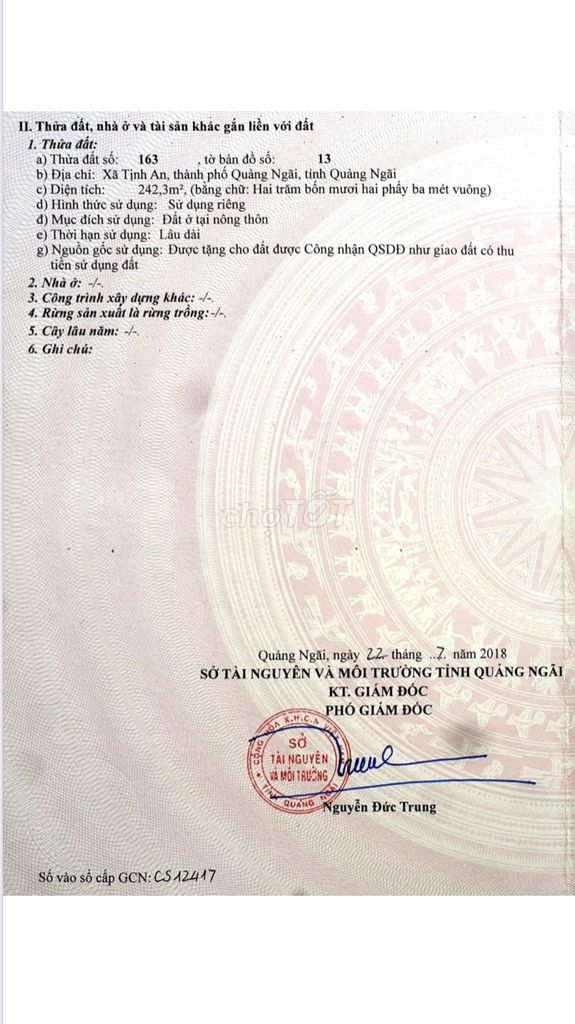 II. Thửa đất, nhà ở và tài sản khác gắn liền với đất
1. Thửa đất:
a) Thửa đất số: 163 , tờ bản đồ số: 13
b) Địa chỉ: Xã Tịnh An, thành phố Quảng Ngãi, tỉnh Quảng Ngãi
c) Diện tích: 242,3m², (bằng chữ: Hai trăm bốn mươi hai phẩy ba mét vuông)
d) Hình thức sử dụng: Sử dụng riêng
đ) Mục đích sử dụng: Đất ở tại nông thôn
e) Thời hạn sử dụng: Lâu dài
g) Nguồn gốc sử dụng: Được tặng cho đất được Công nhận QSDĐ như giao đất có thu
tiền sử dụng đất
2. Nhà ở: -/-.
3. Công trình xây dựng khác: -/-.
4. Rừng sản xuất là rừng trồng:-/-.
5. Cây lâu năm: -/-.
6. Ghi chú:
chợTỐT
Quảng Ngãi, ngày 22 tháng ..7. năm 2018
SỞ TÀI NGUYÊN VÀ MÔI TRƯỜNG TỈNH QUẢNG NGÃI
KT. GIÁM ĐỐC
PHÓ GIÁM ĐỐC
CỘNG HÒA X.H.C.N VIỆT
SỞ
TÀI NGUYÊN
VÀ MÔI TRƯỜNG
TỈNH QUẢNG NGÃI
Nguyễn Đức Trung
Số vào sổ cấp GCN: CS12417